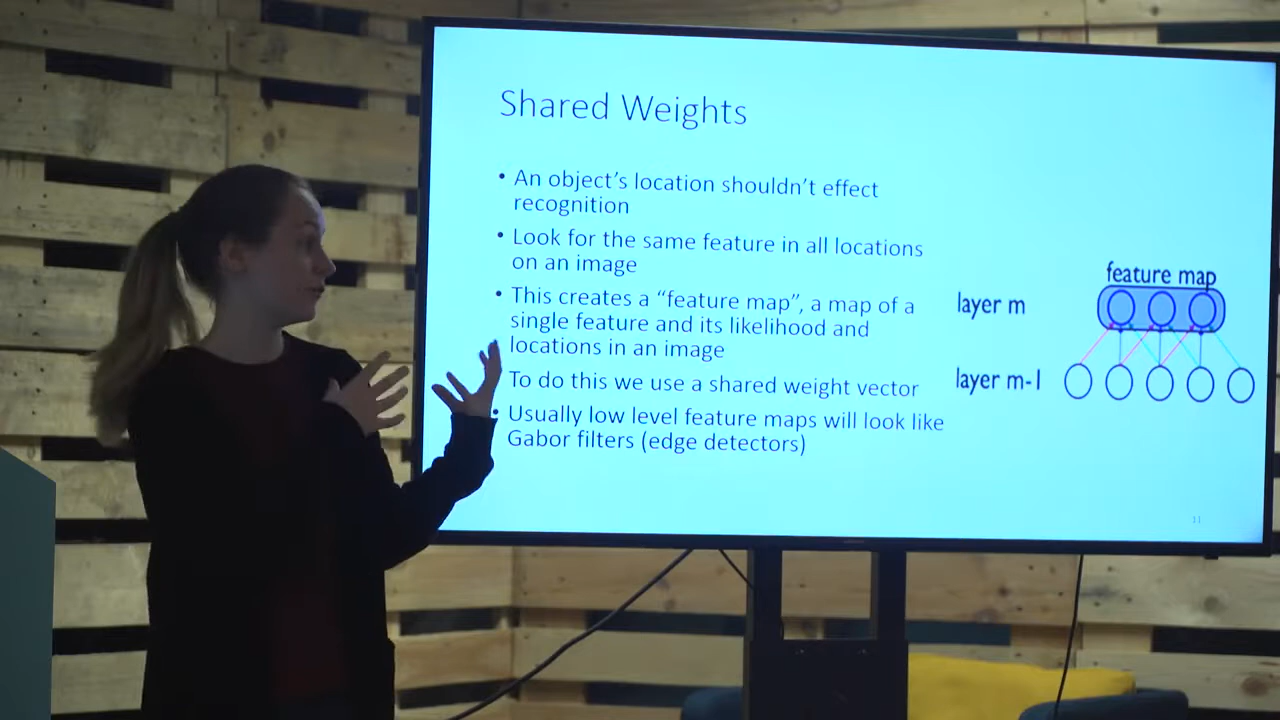 Shared Weights
• An object's location shouldn't effect
recognition
• Look for the same feature in all locations
on an image
• This creates a “feature map”, a map of a
single feature and its likelihood and
locations in an image
To do this we use a shared weight vector
• Usually low level feature maps will look like
Gabor filters (edge detectors)
feature map
layer m
layer m-1
11